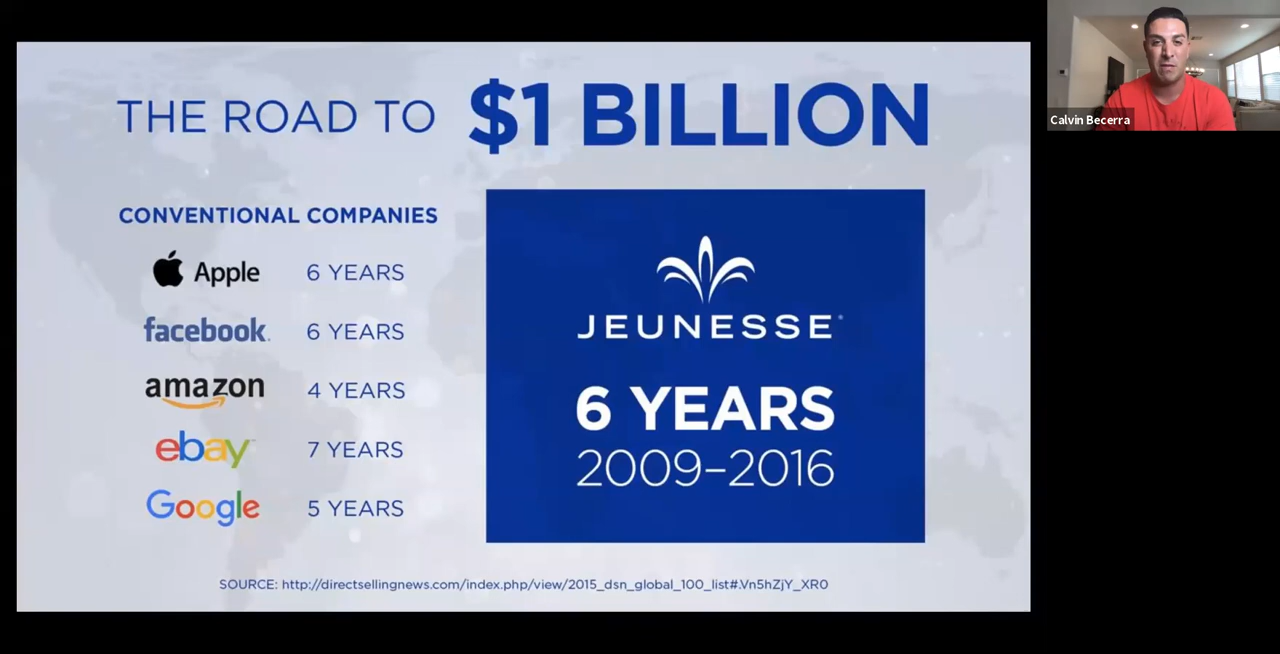 THE ROAD TO $1 BILLION
CONVENTIONAL COMPANIES
Apple 6 YEARS
facebook. 6 YEARS
amazon 4 YEARS
ebay™ 7 YEARS
Google 5 YEARS
JEUNESSE®
6 YEARS
2009–2016
SOURCE: http://directsellingnews.com/index.php/view/2015_dsn_global_100_list#.Vn5hZjY_XR0
Calvin Becerra